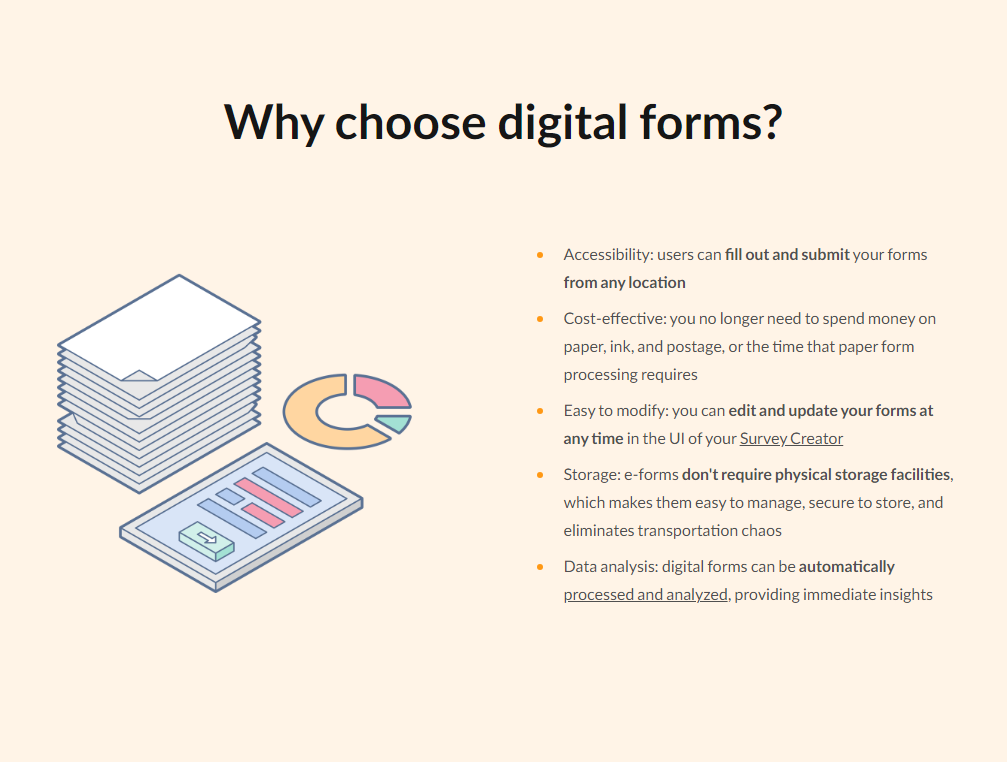 Why choose digital forms?
Accessibility: users can fill out and submit your forms
from any location
Cost-effective: you no longer need to spend money on
paper, ink, and postage, or the time that paper form
processing requires
Easy to modify: you can edit and update your forms at
any time in the UI of your Survey Creator
Storage: e-forms don't require physical storage facilities,
which makes them easy to manage, secure to store, and
eliminates transportation chaos
Data analysis: digital forms can be automatically
processed and analyzed, providing immediate insights